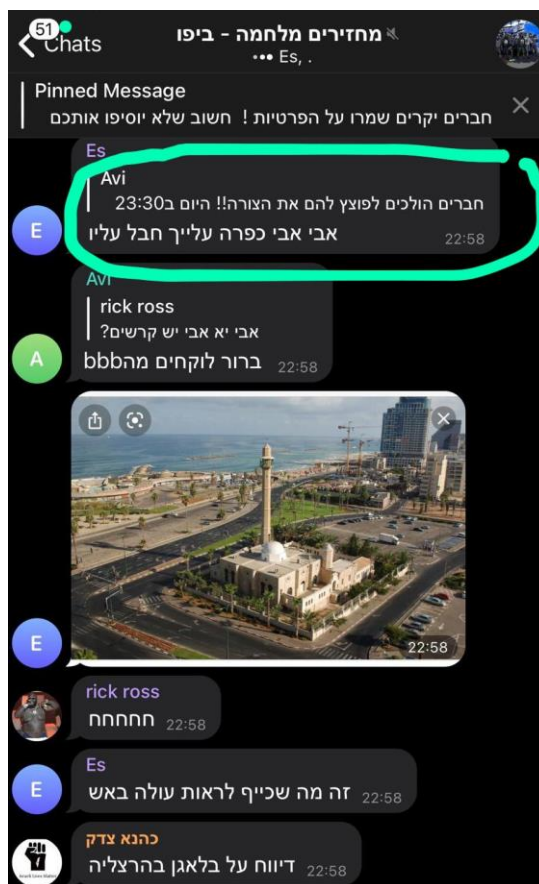 51
Chats
מחזירים מלחמה - ביפו
Es, .
Pinned Message
חברים יקרים שמרו על הפרטיות ! חשוב שלא יוסיפו אותכם
Es
Avi
חברים הולכים לפוצץ להם את הצורה!! היום ב23:30
אבי אבי כפרה עלייך חבל עליו
22:58
E
Avi
rick ross
אבי יא אבי יש קרשים?
ברור לוקחים מהbbb
22:58
A
22:58
E
rick ross
חחחחח
22:58
Es
זה מה שכייף לראות עולה באש
22:58
E
כהנא צדק
דיווח על בלאגן בהרצליה
22:58